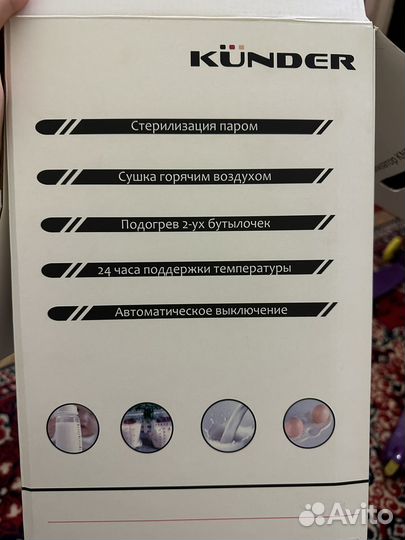 KÜNDER
Стерилизация паром
Сушка горячим воздухом
Подогрев 2-ух бутылочек
24 часа поддержки температуры
Автоматическое выключение
Avito